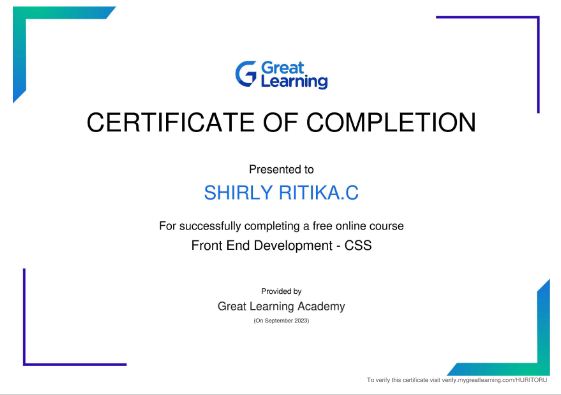 Great
Learning
CERTIFICATE OF COMPLETION
Presented to
SHIRLY RITIKA.C
For successfully completing a free online course
Front End Development - CSS
Provided by
Great Learning Academy
(On September 2023)
To verify this certificate visit verify.mygreatlearning.com/HURITORU